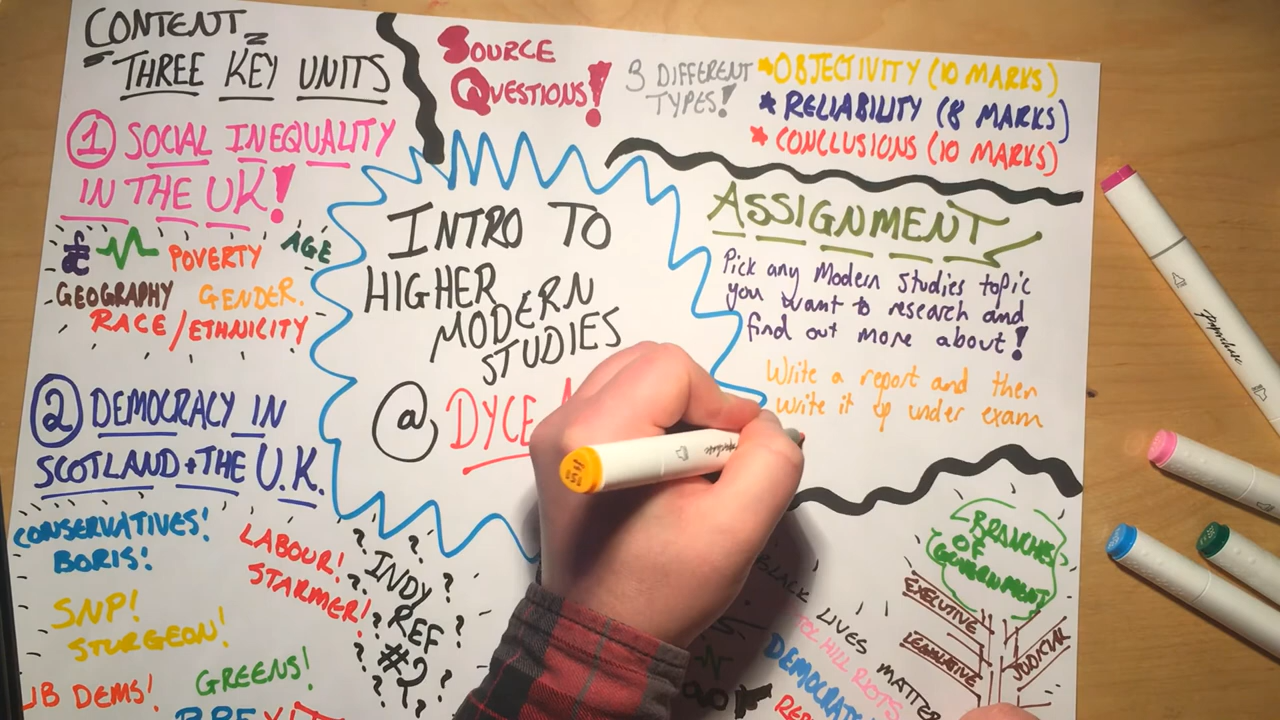 CONTENT
THREE KEY UNITS
① SOCIAL INEQUALITY
IN THE UK!
£ POVERTY AGE
GEOGRAPHY GENDER.
RACE/ETHNICITY
② DEMOCRACY IN
SCOTLAND + THE U.K.
CONSERVATIVES!
BORIS!
LABOUR!
STARMER!
SNP!
STURGEON!
? INDY ?
? REF ?
? #2 ?
GREENS!
DEMS!
SOURCE
QUESTIONS!
3 DIFFERENT
TYPES!
* OBJECTIVITY (10 MARKS)
* RELIABILITY (8 MARKS)
* CONCLUSIONS (10 MARKS)
INTRO TO
HIGHER
MODERN
STUDIES
@ DYCE
ASSIGNMENT
Pick any Modern Studies topic
you want to research and
find out more about!
Write a report and then
write it up under exam
BRANCHES
OF
GOVERNMENT
EXECUTIVE
LEGISLATIVE
JUDICIAL
BLACK LIVES MATTER
HILL RIOTS
Paperchase